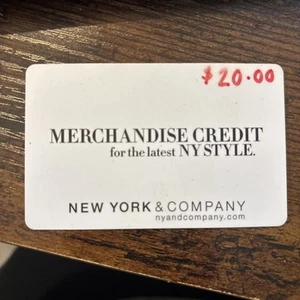 $20.00
MERCHANDISE CREDIT
for the latest NY STYLE.
NEW YORK & COMPANY
nyandcompany.com